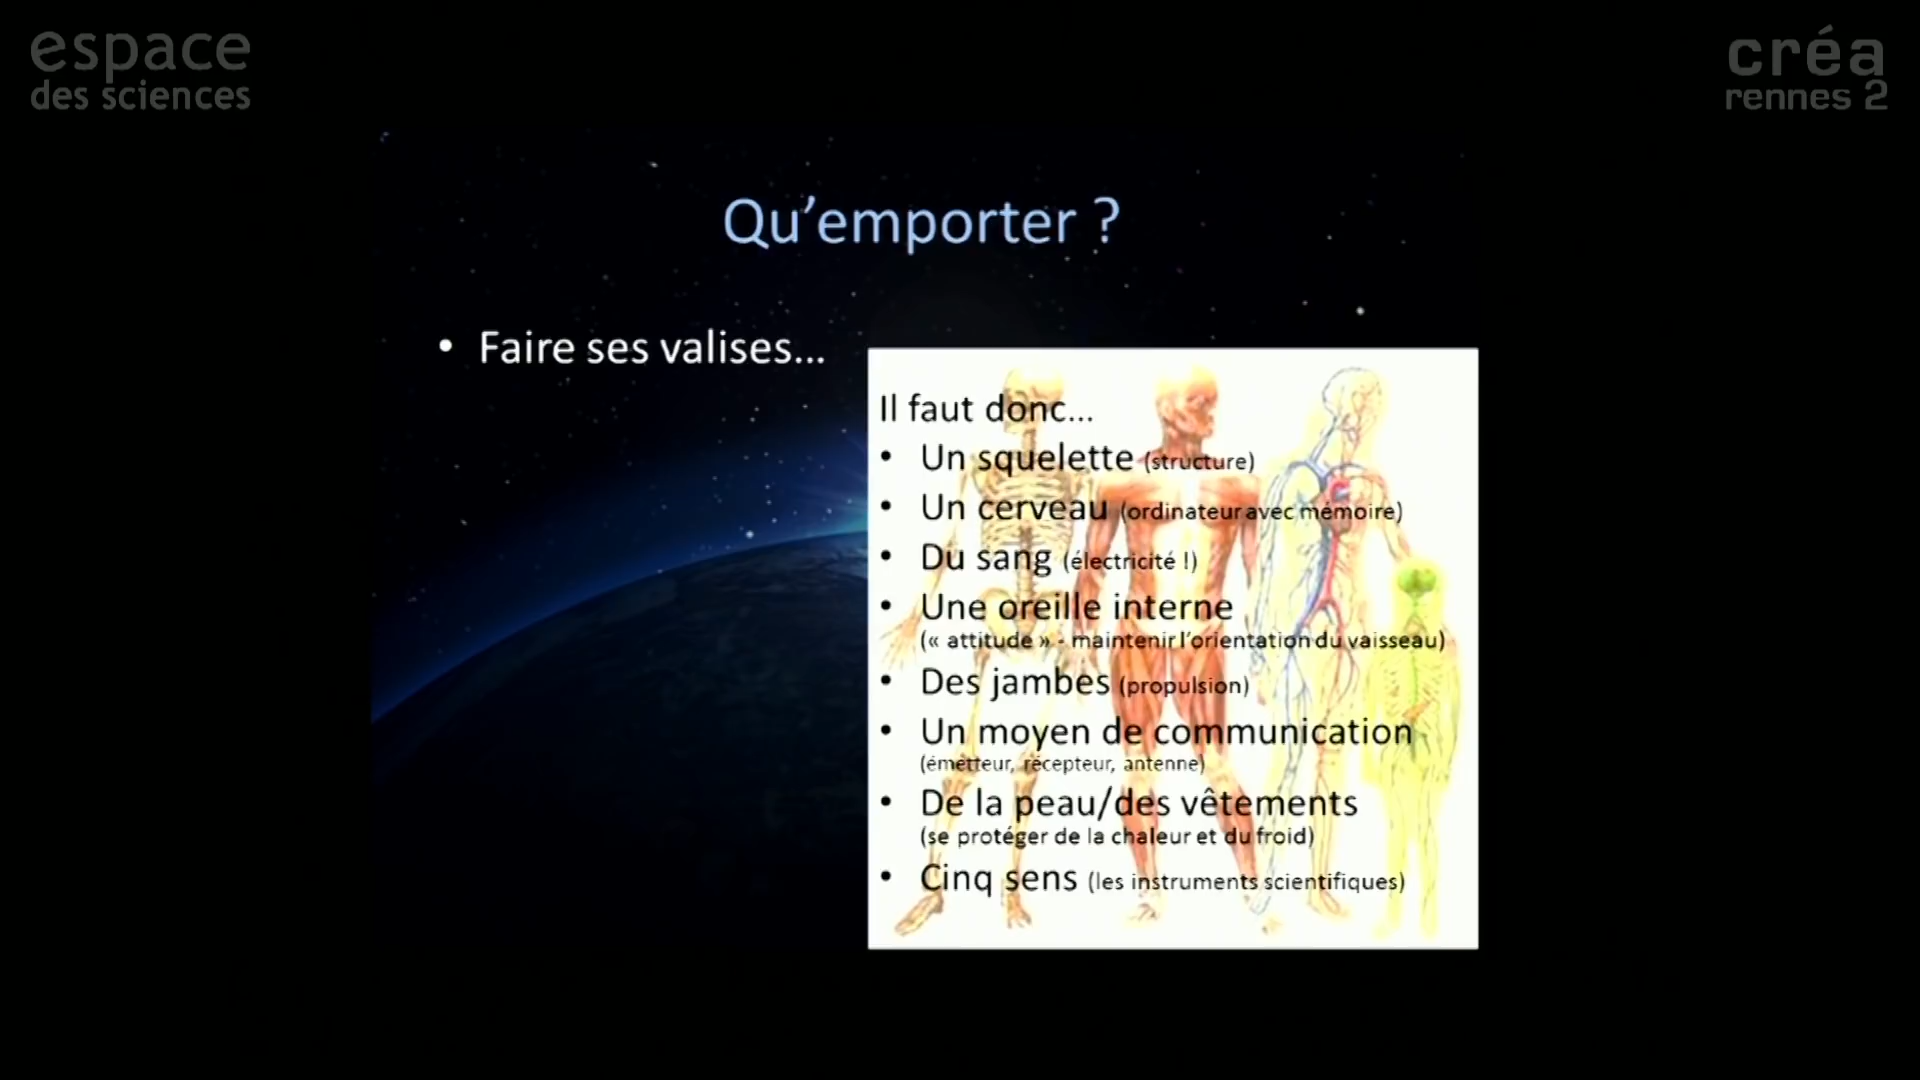 espace
des sciences
créa
rennes 2
Qu'emporter ?
• Faire ses valises...
Il faut donc...
• Un squelette (structure)
• Un cerveau (ordinateur avec mémoire)
• Du sang (électricité !)
• Une oreille interne
(« attitude » - maintenir l'orientation du vaisseau)
• Des jambes (propulsion)
• Un moyen de communication
(émetteur, récepteur, antenne)
• De la peau/des vêtements
(se protéger de la chaleur et du froid)
• Cinq sens (les instruments scientifiques)